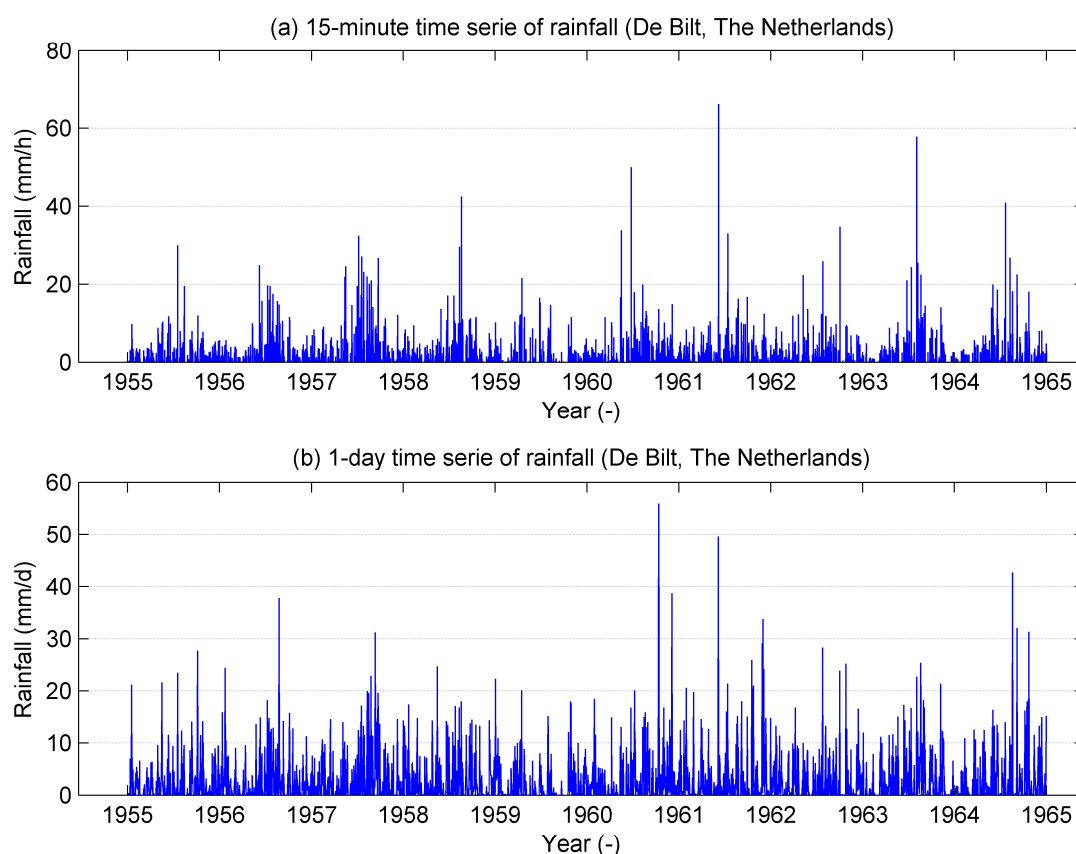 (a) 15-minute time serie of rainfall (De Bilt, The Netherlands)
80
60
40
20
0
Rainfall (mm/h)
1955 1956 1957 1958 1959 1960 1961 1962 1963 1964 1965
Year (-)
(b) 1-day time serie of rainfall (De Bilt, The Netherlands)
60
50
40
30
20
10
0
Rainfall (mm/d)
1955 1956 1957 1958 1959 1960 1961 1962 1963 1964 1965
Year (-)